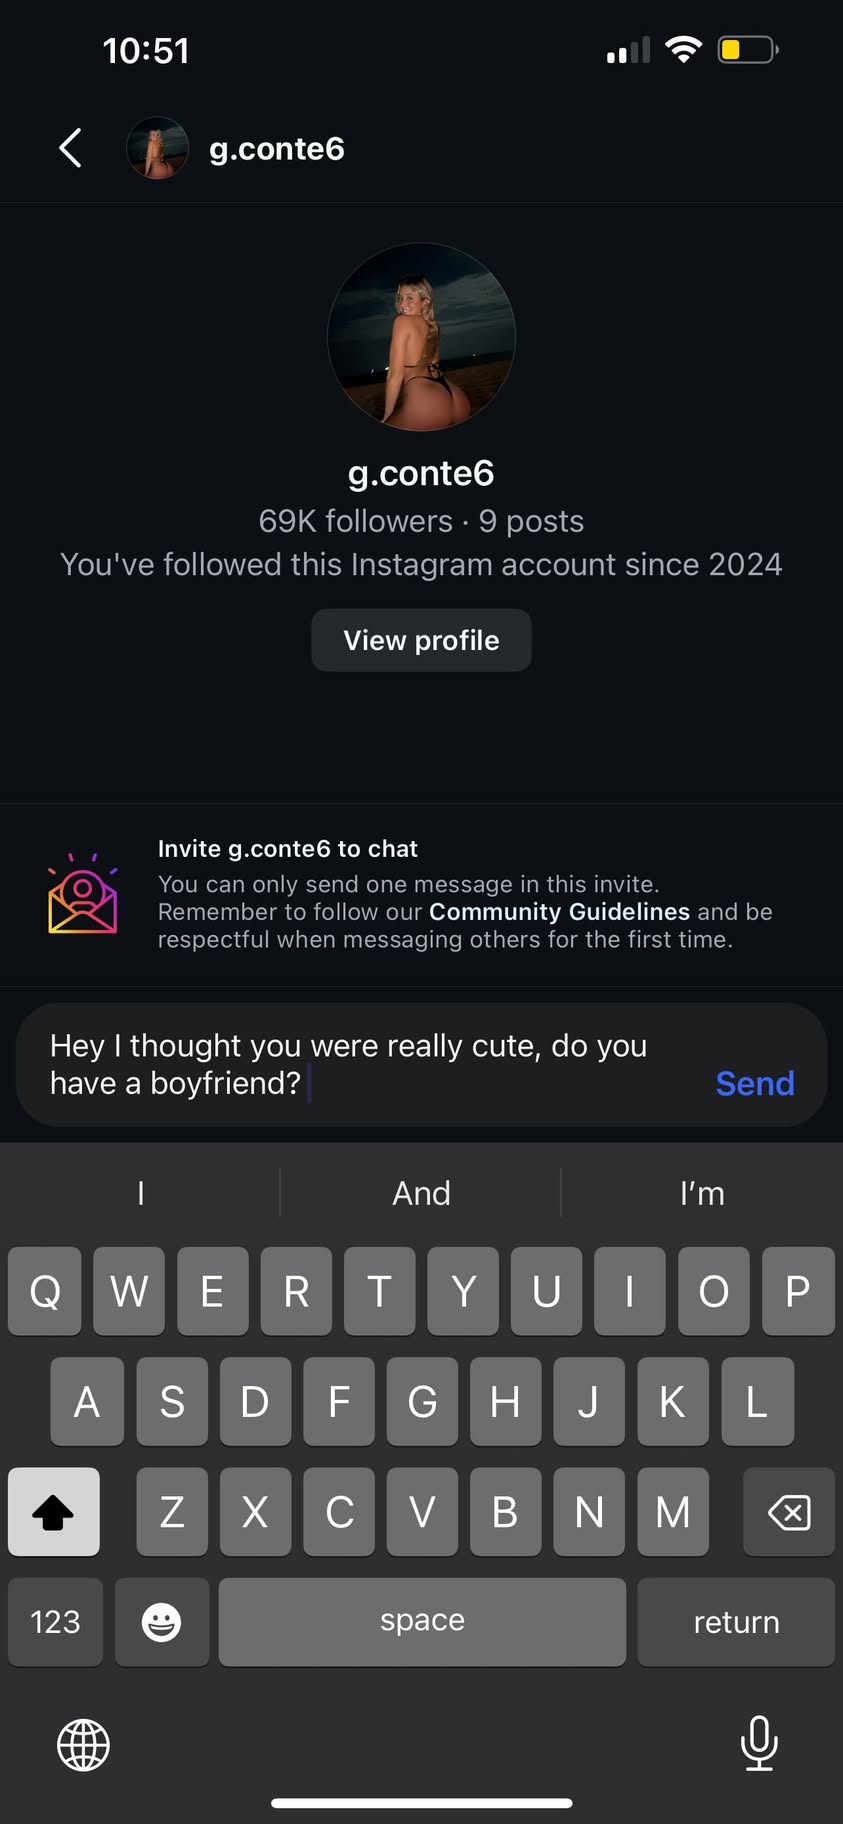 10:51
g.conte6
g.conte6
69K followers · 9 posts
You've followed this Instagram account since 2024
View profile
Invite g.conte6 to chat
You can only send one message in this invite.
Remember to follow our Community Guidelines and be
respectful when messaging others for the first time.
Hey I thought you were really cute, do you
have a boyfriend?
Send
I And I’m
Q W E R T Y U I O P
A S D F G H J K L
Z X C V B N M
123 space return